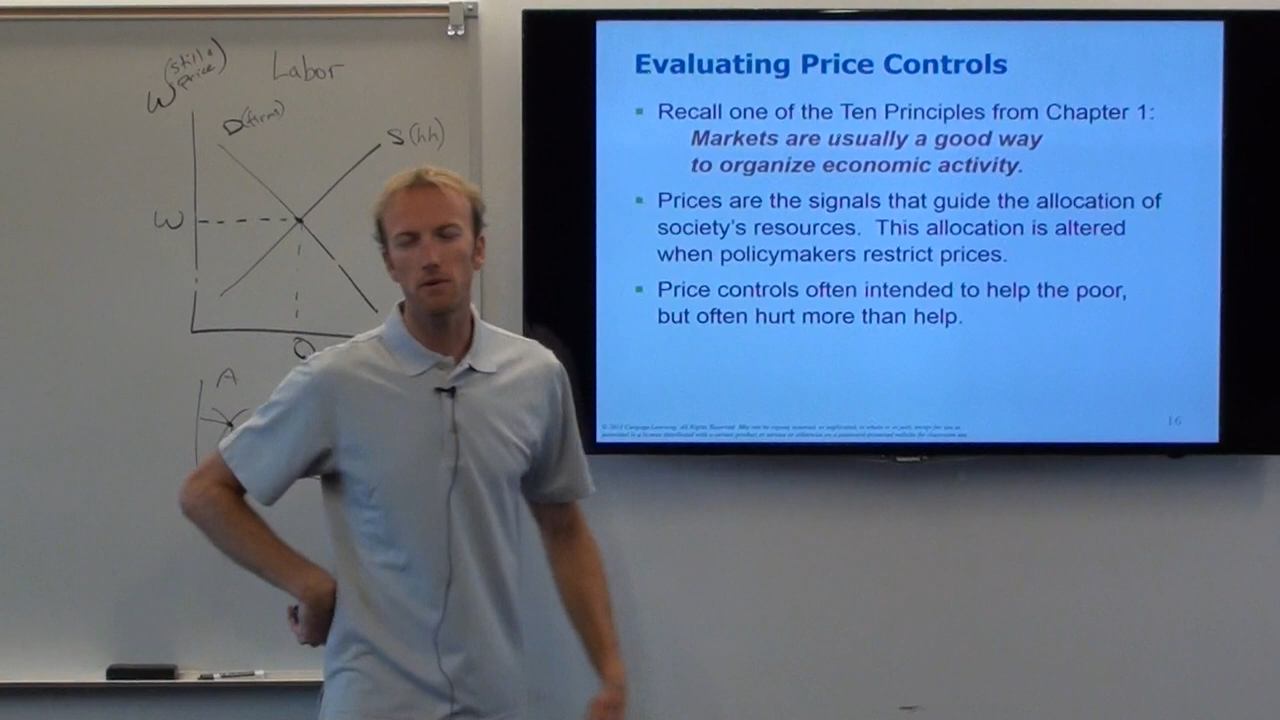 (still a
price)
W
Labor
D(firms)
S(hh)
W
Q
A
Evaluating Price Controls
Recall one of the Ten Principles from Chapter 1:
Markets are usually a good way
to organize economic activity.
Prices are the signals that guide the allocation of
society's resources. This allocation is altered
when policymakers restrict prices.
Price controls often intended to help the poor,
but often hurt more than help.
16